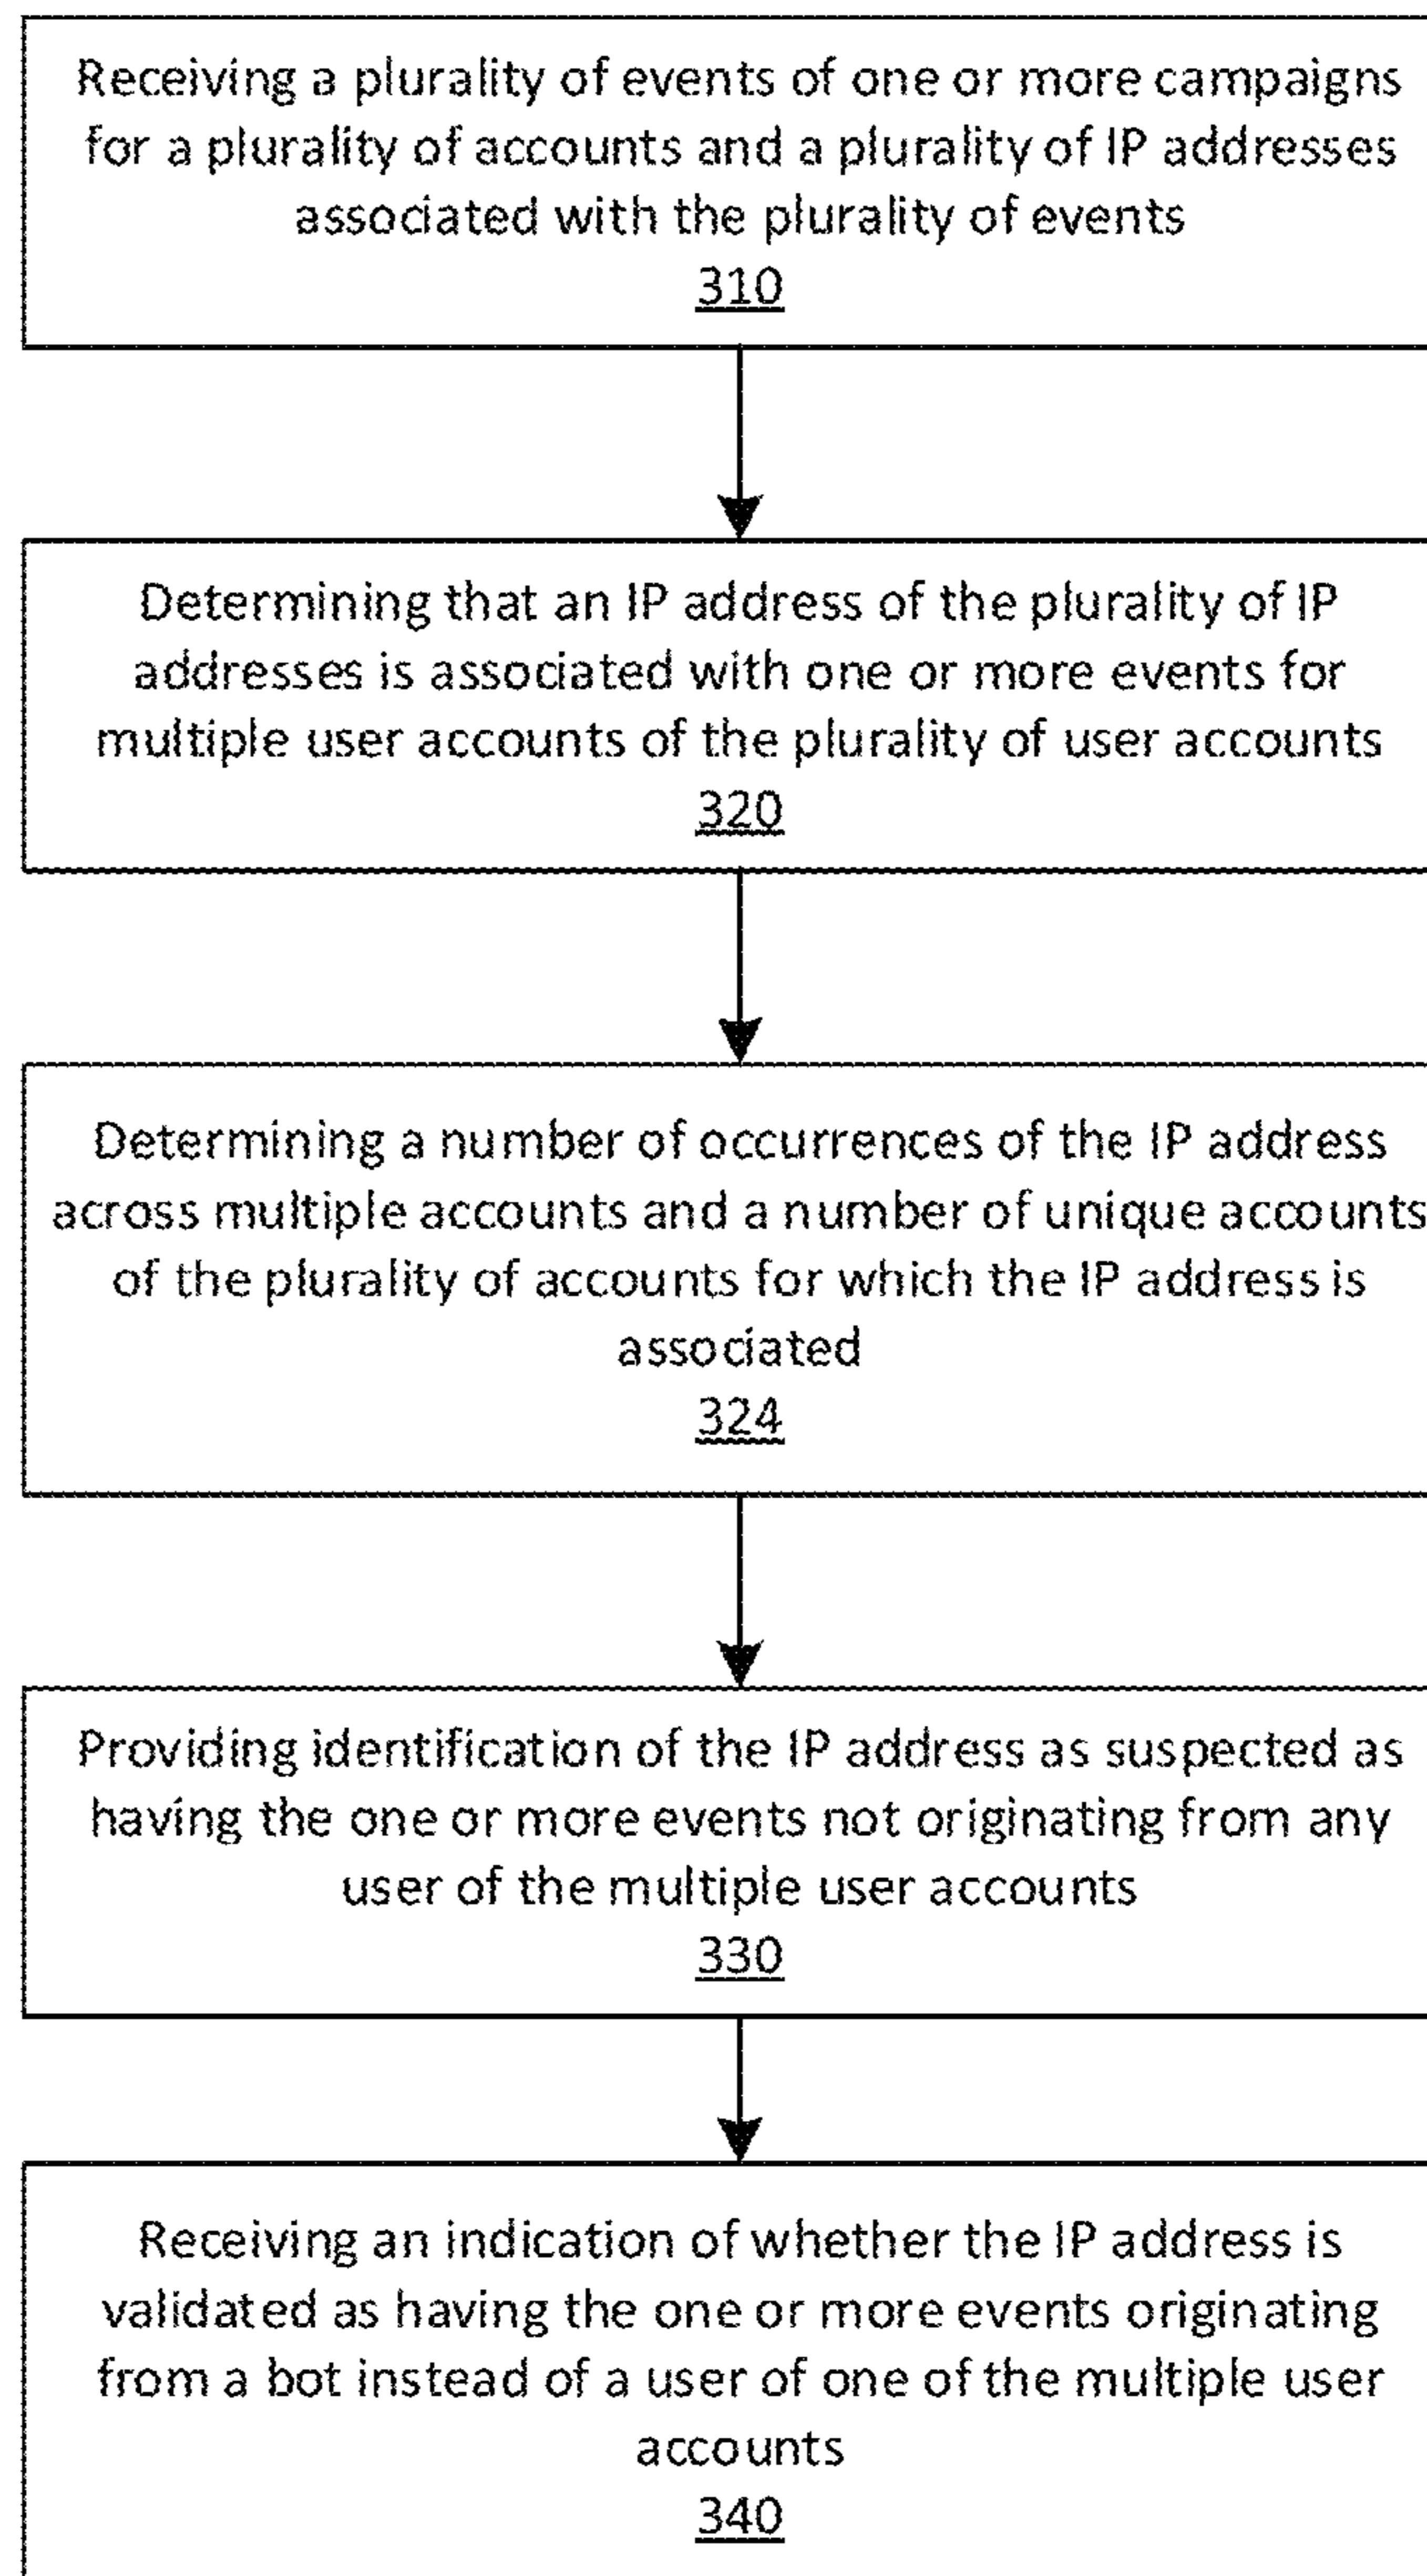 Receiving a plurality of events of one or more campaigns
for a plurality of accounts and a plurality of IP addresses
associated with the plurality of events
310
Determining that an IP address of the plurality of IP
addresses is associated with one or more events for
multiple user accounts of the plurality of user accounts
320
Determining a number of occurrences of the IP address
across multiple accounts and a number of unique accounts
of the plurality of accounts for which the IP address is
associated
324
Providing identification of the IP address as suspected as
having the one or more events not originating from any
user of the multiple user accounts
330
Receiving an indication of whether the IP address is
validated as having the one or more events originating
from a bot instead of a user of one of the multiple user
accounts
340